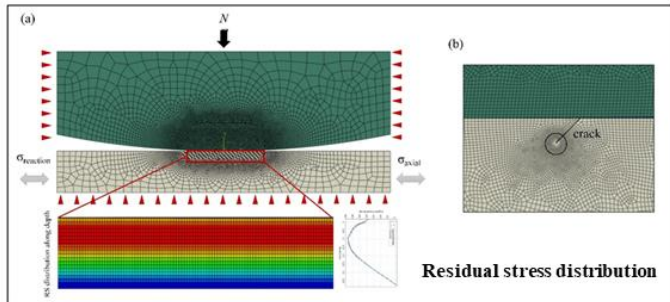 (a)
N
(b)
crack
σreaction
σaxial
RS distribution along depth
Residual stress distribution